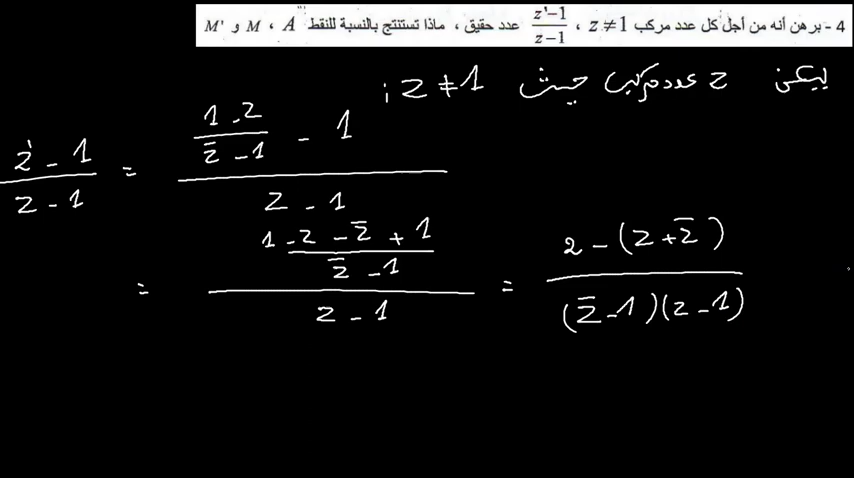 4 - برهن أنه من أجل كل عدد مركب z ≠ 1 ، (z'-1)/(z-1) عدد حقيقي ، ماذا تستنتج بالنسبة للنقط A ، M و M'
ليكن z عدد مركب حيث z ≠ 1 ;
(z' - 1)/(z - 1) = ((1 - z)/(z̄ - 1) - 1)/(z - 1)
= ((1 - z - z̄ + 1)/(z̄ - 1))/(z - 1) = (2 - (z + z̄))/((z̄ - 1)(z - 1))